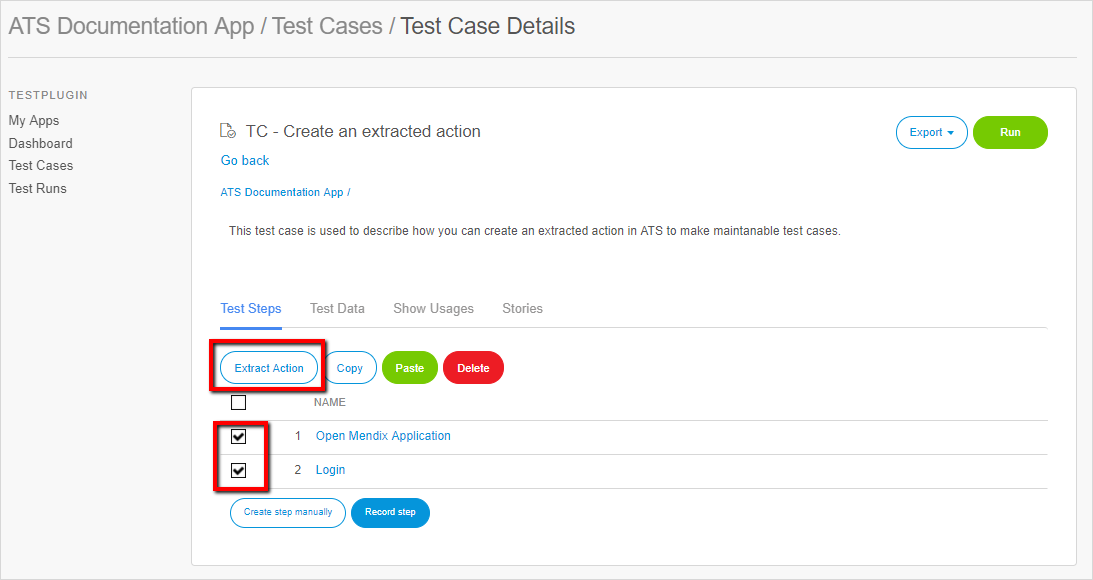 ATS Documentation App / Test Cases / Test Case Details
TESTPLUGIN
My Apps
Dashboard
Test Cases
Test Runs
TC - Create an extracted action
Export
Run
Go back
ATS Documentation App /
This test case is used to describe how you can create an extracted action in ATS to make maintanable test cases.
Test Steps Test Data Show Usages Stories
Extract Action Copy Paste Delete
NAME
1 Open Mendix Application
2 Login
Create step manually Record step